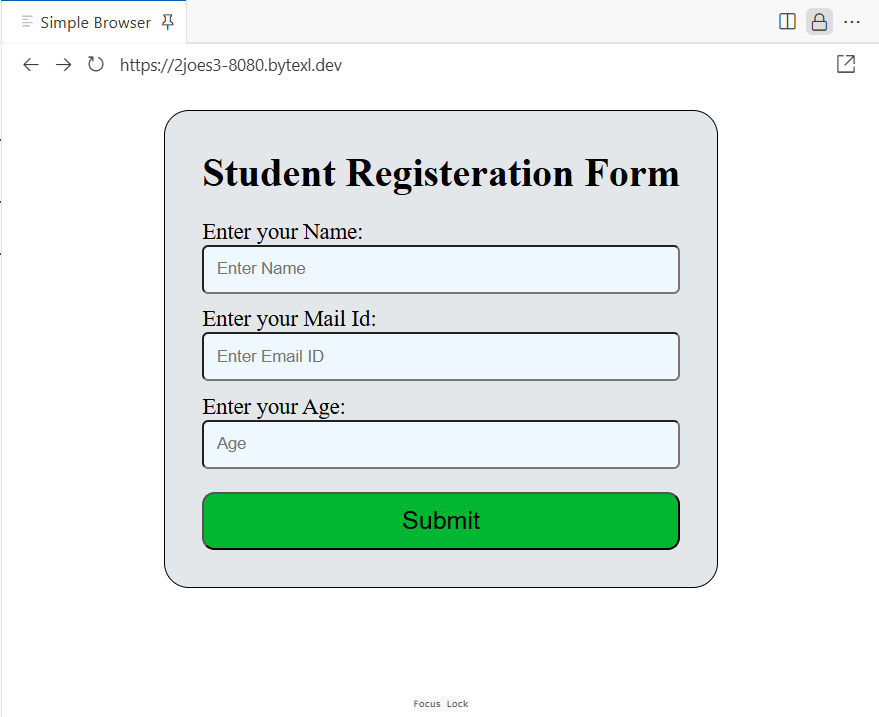 Simple Browser
https://2joes3-8080.bytexl.dev
Student Registeration Form
Enter your Name:
Enter Name
Enter your Mail Id:
Enter Email ID
Enter your Age:
Age
Submit
Focus Lock